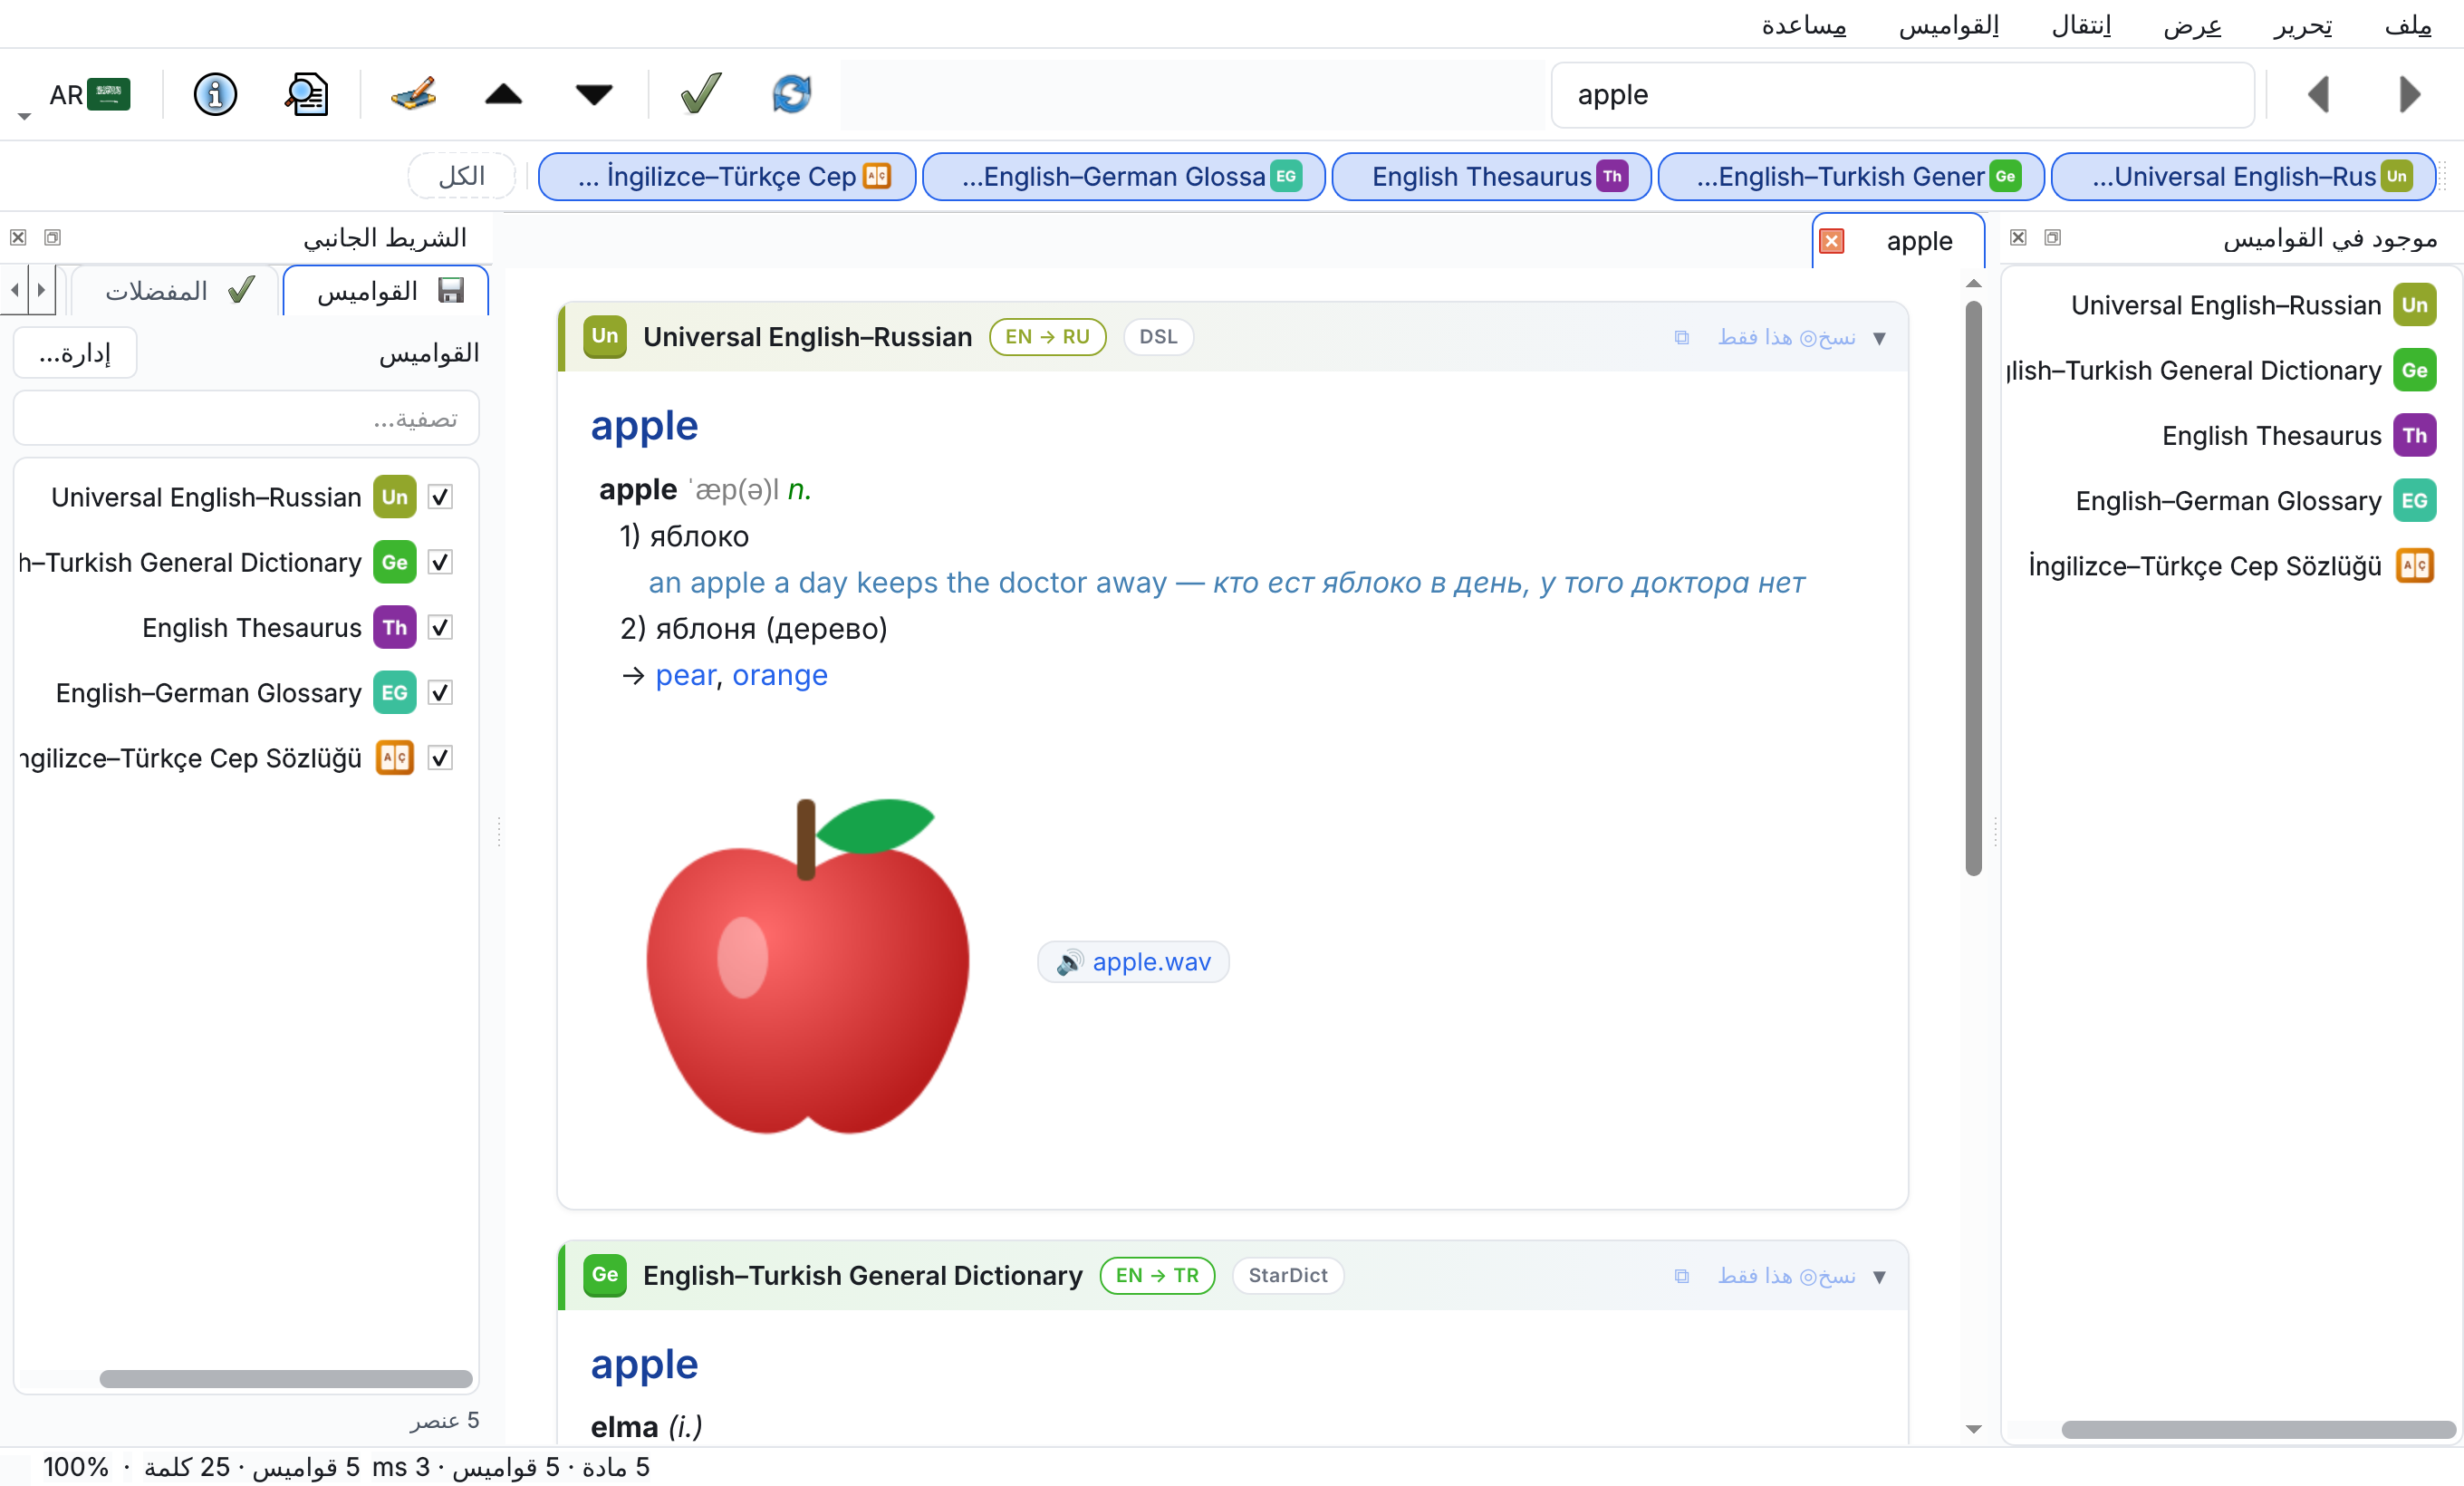 ملف تحرير عرض انتقال القواميس مساعدة
apple
AR
Universal English–Rus...
English–Turkish Gener...
English Thesaurus
English–German Glossa...
İngilizce–Türkçe Cep ...
الكل
موجود في القواميس
Un Universal English–Russian
Ge lish–Turkish General Dictionary
Th English Thesaurus
EG English–German Glossary
İngilizce–Türkçe Cep Sözlüğü
apple
Un Universal English–Russian EN → RU DSL نسخ◎ هذا فقط
apple
apple ˈæp(ə)l n.
1) яблоко
an apple a day keeps the doctor away — кто ест яблоко в день, у того доктора нет
2) яблоня (дерево)
→ pear, orange
apple.wav
Ge English–Turkish General Dictionary EN → TR StarDict نسخ◎ هذا فقط
apple
elma (i.)
الشريط الجانبي
القواميس
المفضلات
القواميس
إدارة...
تصفية...
Un Universal English–Russian
Ge h–Turkish General Dictionary
Th English Thesaurus
EG English–German Glossary
ngilizce–Türkçe Cep Sözlüğü
5 عنصر
5 مادة · 5 قواميس · 3 ms
5 قواميس · 25 كلمة · 100%